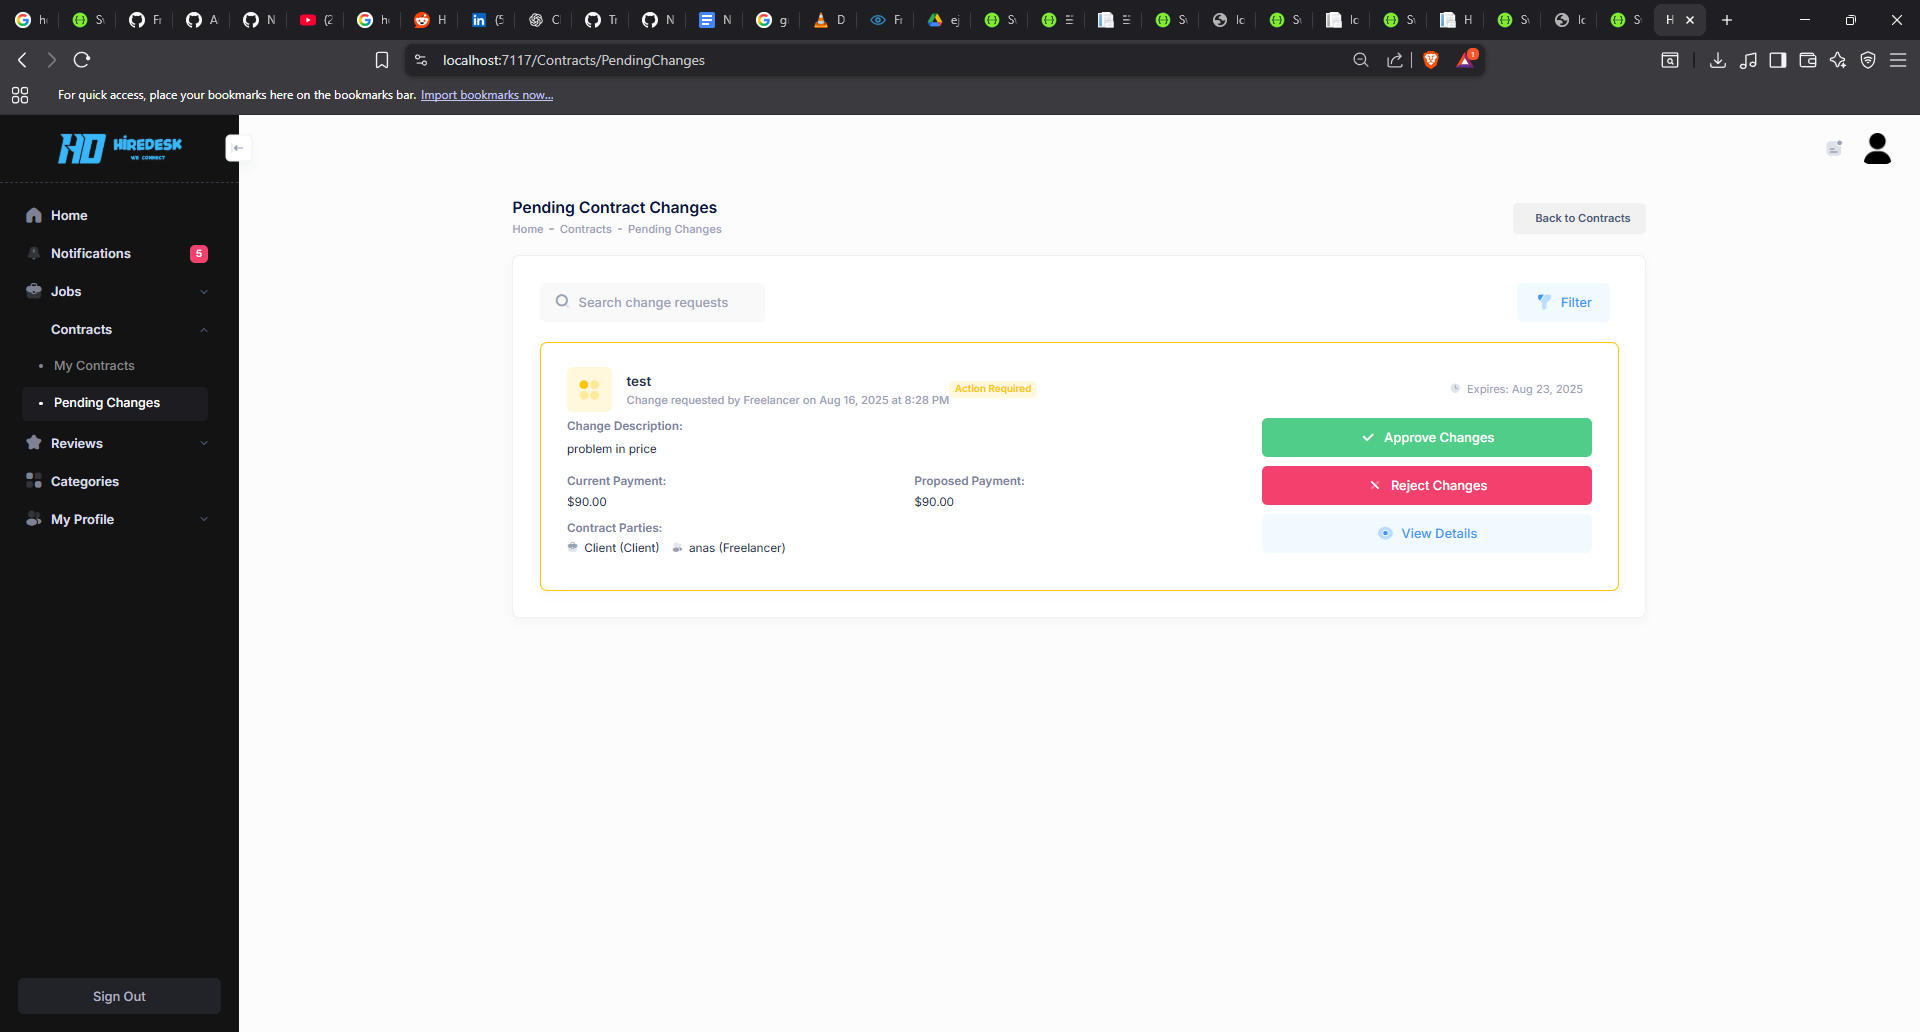 localhost:7117/Contracts/PendingChanges
1
For quick access, place your bookmarks here on the bookmarks bar. Import bookmarks now...
HD HIREDESK
WE CONNECT
Home
Notifications 5
Jobs
Contracts
My Contracts
Pending Changes
Reviews
Categories
My Profile
Sign Out
Pending Contract Changes
Home - Contracts - Pending Changes
Back to Contracts
Search change requests
Filter
test
Change requested by Freelancer on Aug 16, 2025 at 8:28 PM
Action Required
Expires: Aug 23, 2025
Change Description:
problem in price
Current Payment:
$90.00
Proposed Payment:
$90.00
Contract Parties:
Client (Client) anas (Freelancer)
Approve Changes
Reject Changes
View Details